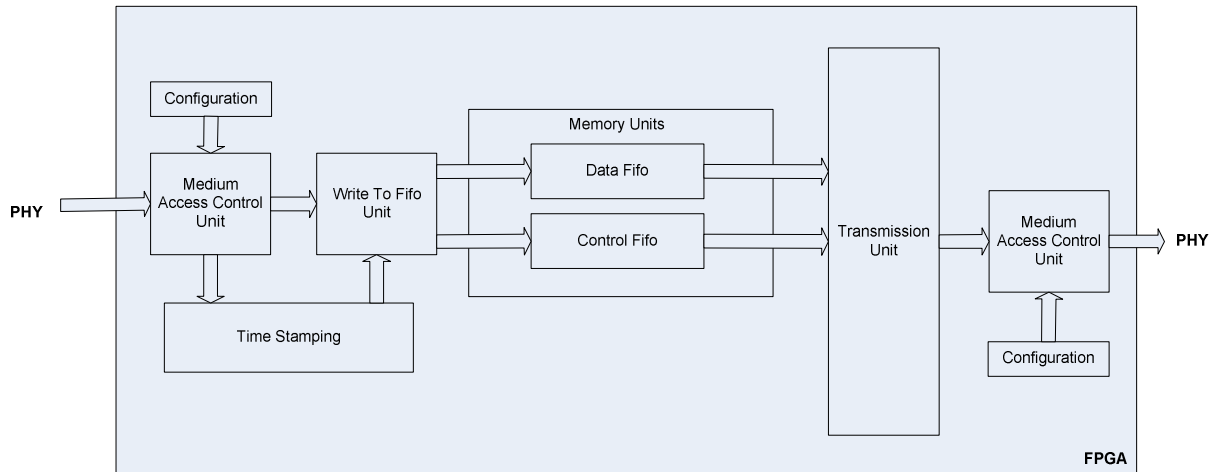 Configuration
PHY
Medium
Access Control
Unit
Write To Fifo
Unit
Time Stamping
Memory Units
Data Fifo
Control Fifo
Transmission
Unit
Medium
Access Control
Unit
PHY
Configuration
FPGA